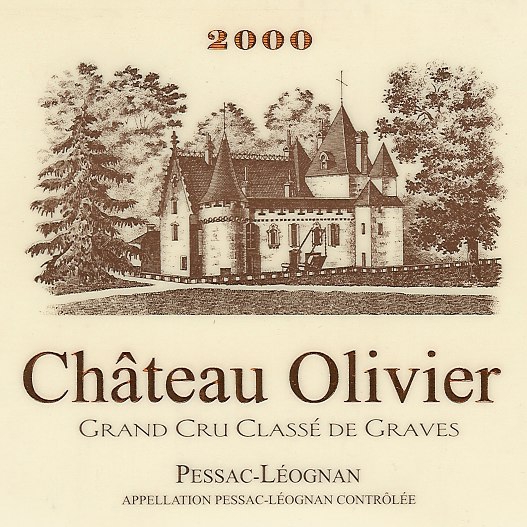 2000
Château Olivier
GRAND CRU CLASSÉ DE GRAVES
PESSAC-LÉOGNAN
APPELLATION PESSAC-LÉOGNAN CONTRÔLÉE